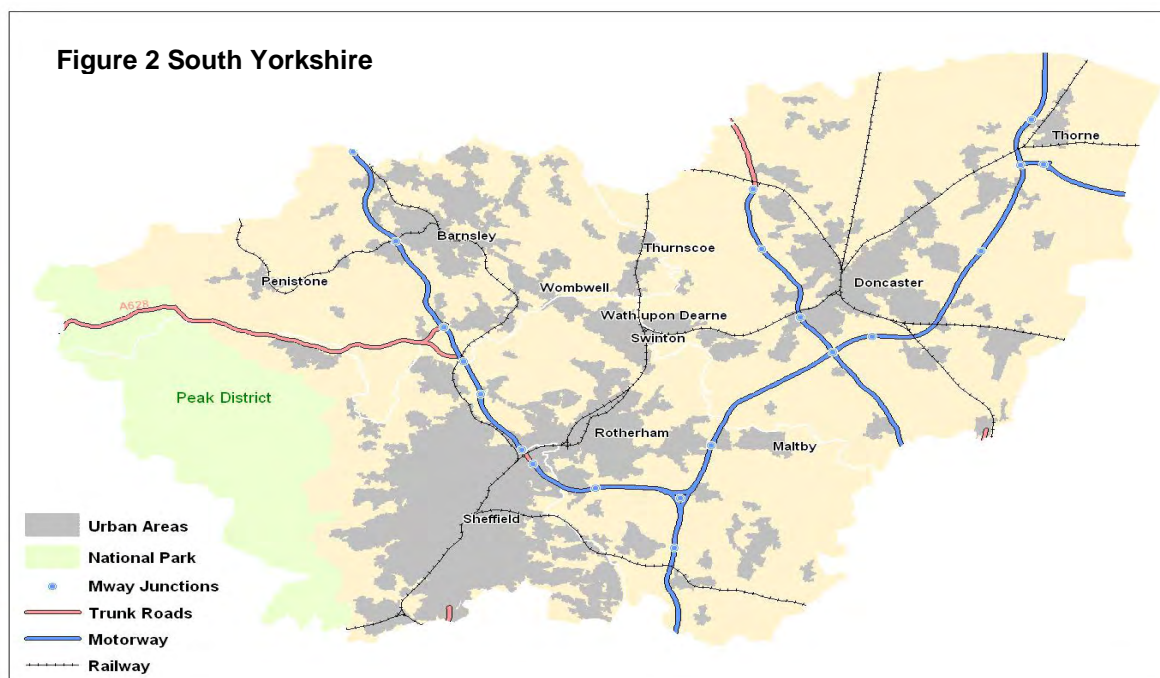 Figure 2 South Yorkshire
Thorne
Barnsley
Thurnscoe
Penistone
Doncaster
Wombwell
A628
Wath upon Dearne
Swinton
Peak District
Rotherham
Maltby
Sheffield
Urban Areas
National Park
Mway Junctions
Trunk Roads
Motorway
Railway